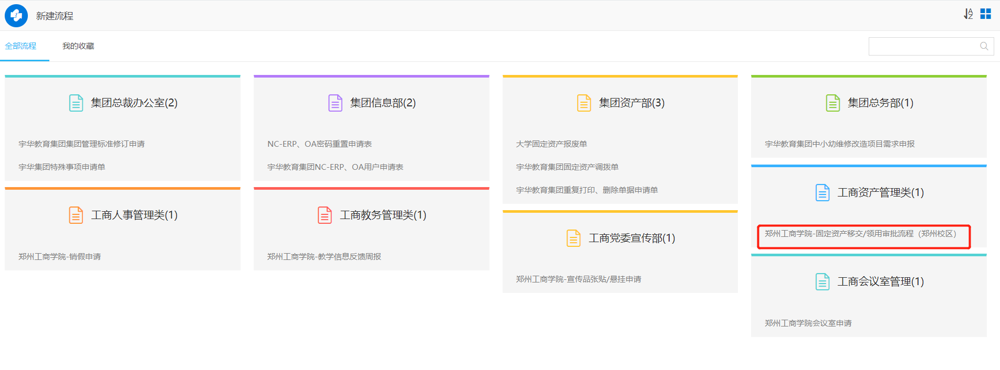 新建流程
全部流程
我的收藏
集团总裁办公室(2)
宇华教育集团集团管理标准修订申请
宇华集团特殊事项申请单
集团信息部(2)
NC-ERP、OA密码重置申请表
宇华教育集团NC-ERP、OA用户申请表
集团资产部(3)
大学固定资产报废单
宇华教育集团固定资产调拨单
宇华教育集团重复打印、删除单据申请单
集团总务部(1)
宇华教育集团中小幼维修改造项目需求申报
工商人事管理类(1)
郑州工商学院-销假申请
工商教务管理类(1)
郑州工商学院-教学信息反馈周报
工商党委宣传部(1)
郑州工商学院-宣传品张贴/悬挂申请
工商资产管理类(1)
郑州工商学院-固定资产移交/领用审批流程（郑州校区）
工商会议室管理(1)
郑州工商学院会议室申请